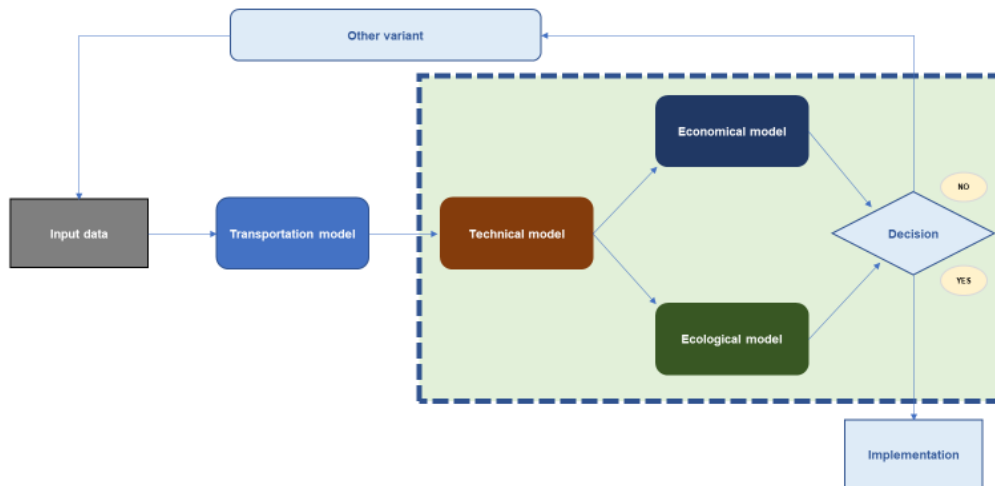 Other variant
Economical model
NO
Input data
Transportation model
Technical model
Decision
YES
Ecological model
Implementation